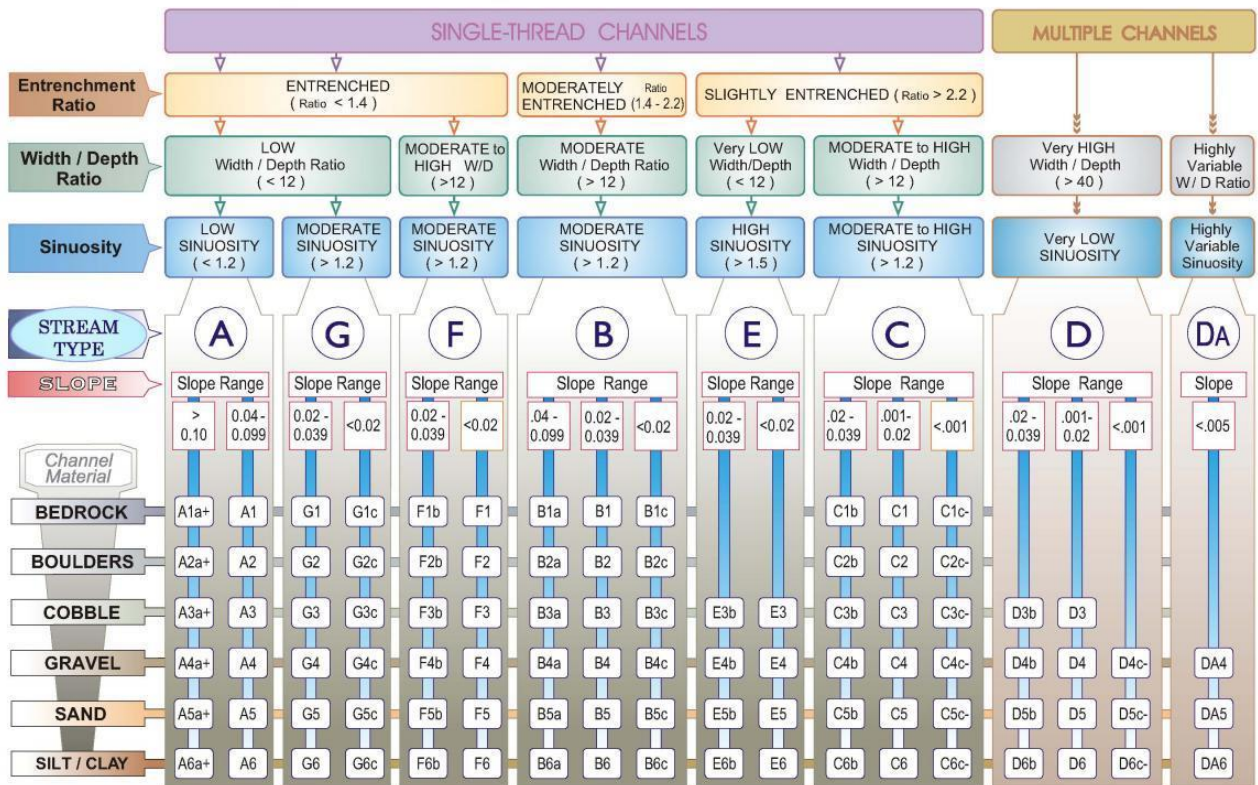 SINGLE-THREAD CHANNELS
MULTIPLE CHANNELS
Entrenchment
Ratio
ENTRENCHED
( Ratio < 1.4 )
MODERATELY Ratio
ENTRENCHED (1.4 - 2.2)
SLIGHTLY ENTRENCHED ( Ratio > 2.2 )
Width / Depth
Ratio
LOW
Width / Depth Ratio
( < 12 )
MODERATE to
HIGH W/D
( >12 )
MODERATE
Width / Depth Ratio
( > 12 )
Very LOW
Width/Depth
( < 12 )
MODERATE to HIGH
Width / Depth
( > 12 )
Very HIGH
Width / Depth
( > 40 )
Highly
Variable
W / D Ratio
Sinuosity
LOW
SINUOSITY
( < 1.2 )
MODERATE
SINUOSITY
( > 1.2 )
MODERATE
SINUOSITY
( > 1.2 )
MODERATE
SINUOSITY
( > 1.2 )
HIGH
SINUOSITY
( > 1.5 )
MODERATE to HIGH
SINUOSITY
( > 1.2 )
Very LOW
SINUOSITY
Highly
Variable
Sinuosity
STREAM
TYPE
A G F B E C D DA
SLOPE
Slope Range Slope Range Slope Range Slope Range Slope Range Slope Range Slope Range Slope
>
0.10
0.04 -
0.099
0.02 -
0.039
<0.02
0.02 -
0.039
<0.02
.04 -
0.099
0.02 -
0.039
<0.02
0.02 -
0.039
<0.02
.02 -
0.039
.001-
0.02
<.001
.02 -
0.039
.001-
0.02
<.001
<.005
Channel
Material
BEDROCK A1a+ A1 G1 G1c F1b F1 B1a B1 B1c C1b C1 C1c-
BOULDERS A2a+ A2 G2 G2c F2b F2 B2a B2 B2c C2b C2 C2c-
COBBLE A3a+ A3 G3 G3c F3b F3 B3a B3 B3c E3b E3 C3b C3 C3c- D3b D3
GRAVEL A4a+ A4 G4 G4c F4b F4 B4a B4 B4c E4b E4 C4b C4 C4c- D4b D4 D4c- DA4
SAND A5a+ A5 G5 G5c F5b F5 B5a B5 B5c E5b E5 C5b C5 C5c- D5b D5 D5c- DA5
SILT / CLAY A6a+ A6 G6 G6c F6b F6 B6a B6 B6c E6b E6 C6b C6 C6c- D6b D6 D6c- DA6